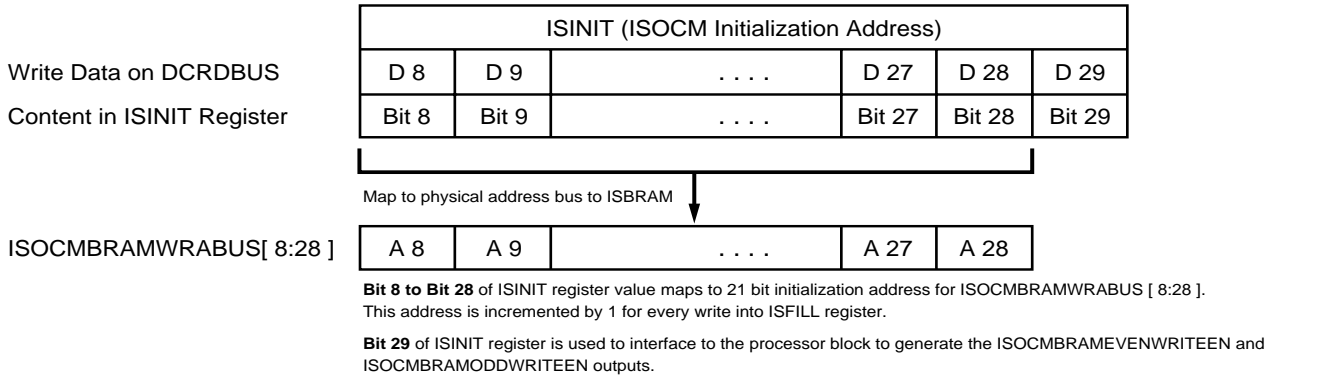 ISINIT (ISOCM Initialization Address)
Write Data on DCRDBUS D 8 D 9 . . . . D 27 D 28 D 29
Content in ISINIT Register Bit 8 Bit 9 . . . . Bit 27 Bit 28 Bit 29
Map to physical address bus to ISBRAM
ISOCMBRAMWRABUS[ 8:28 ] A 8 A 9 . . . . A 27 A 28
Bit 8 to Bit 28 of ISINIT register value maps to 21 bit initialization address for ISOCMBRAMWRABUS [ 8:28 ].
This address is incremented by 1 for every write into ISFILL register.
Bit 29 of ISINIT register is used to interface to the processor block to generate the ISOCMBRAMEVENWRITEEN and
ISOCMBRAMODDWRITEEN outputs.